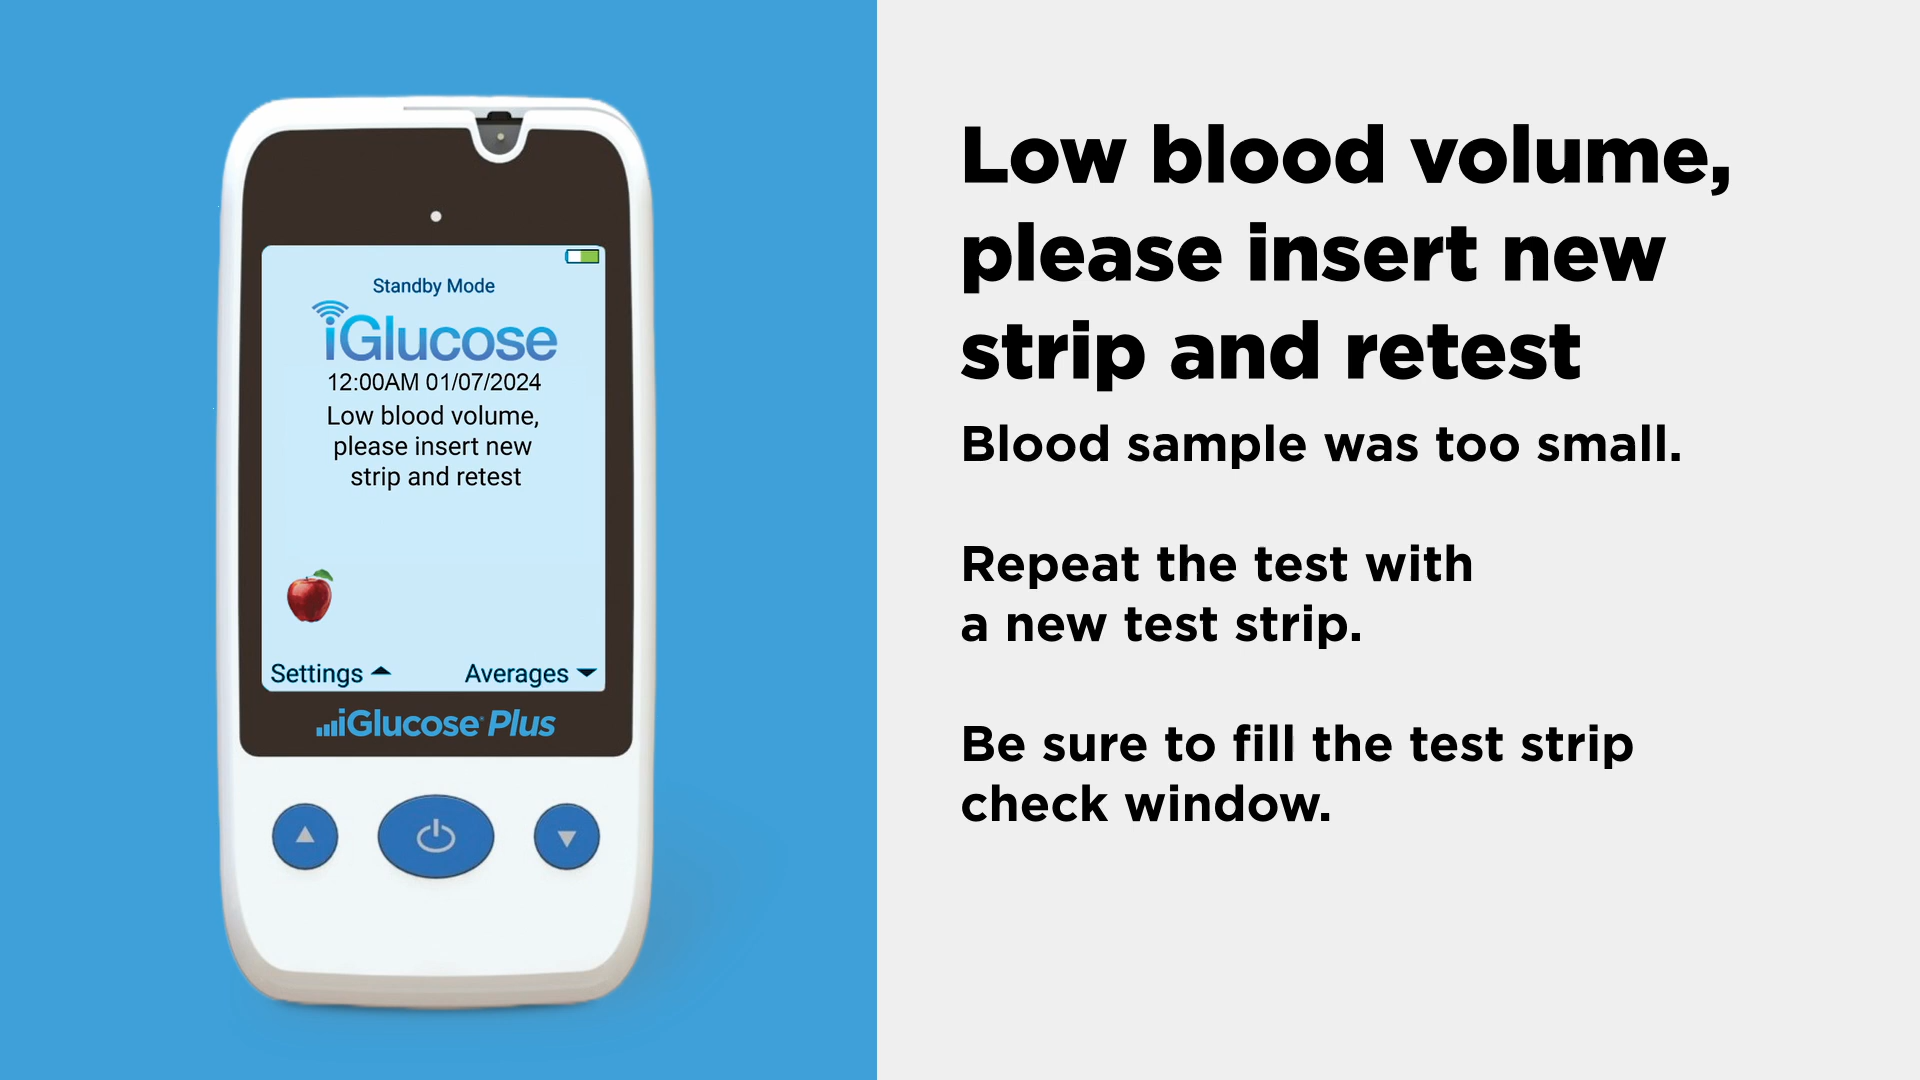 Standby Mode
iGlucose
12:00AM 01/07/2024
Low blood volume,
please insert new
strip and retest
Settings
Averages
iGlucose Plus
Low blood volume,
please insert new
strip and retest
Blood sample was too small.
Repeat the test with
a new test strip.
Be sure to fill the test strip
check window.